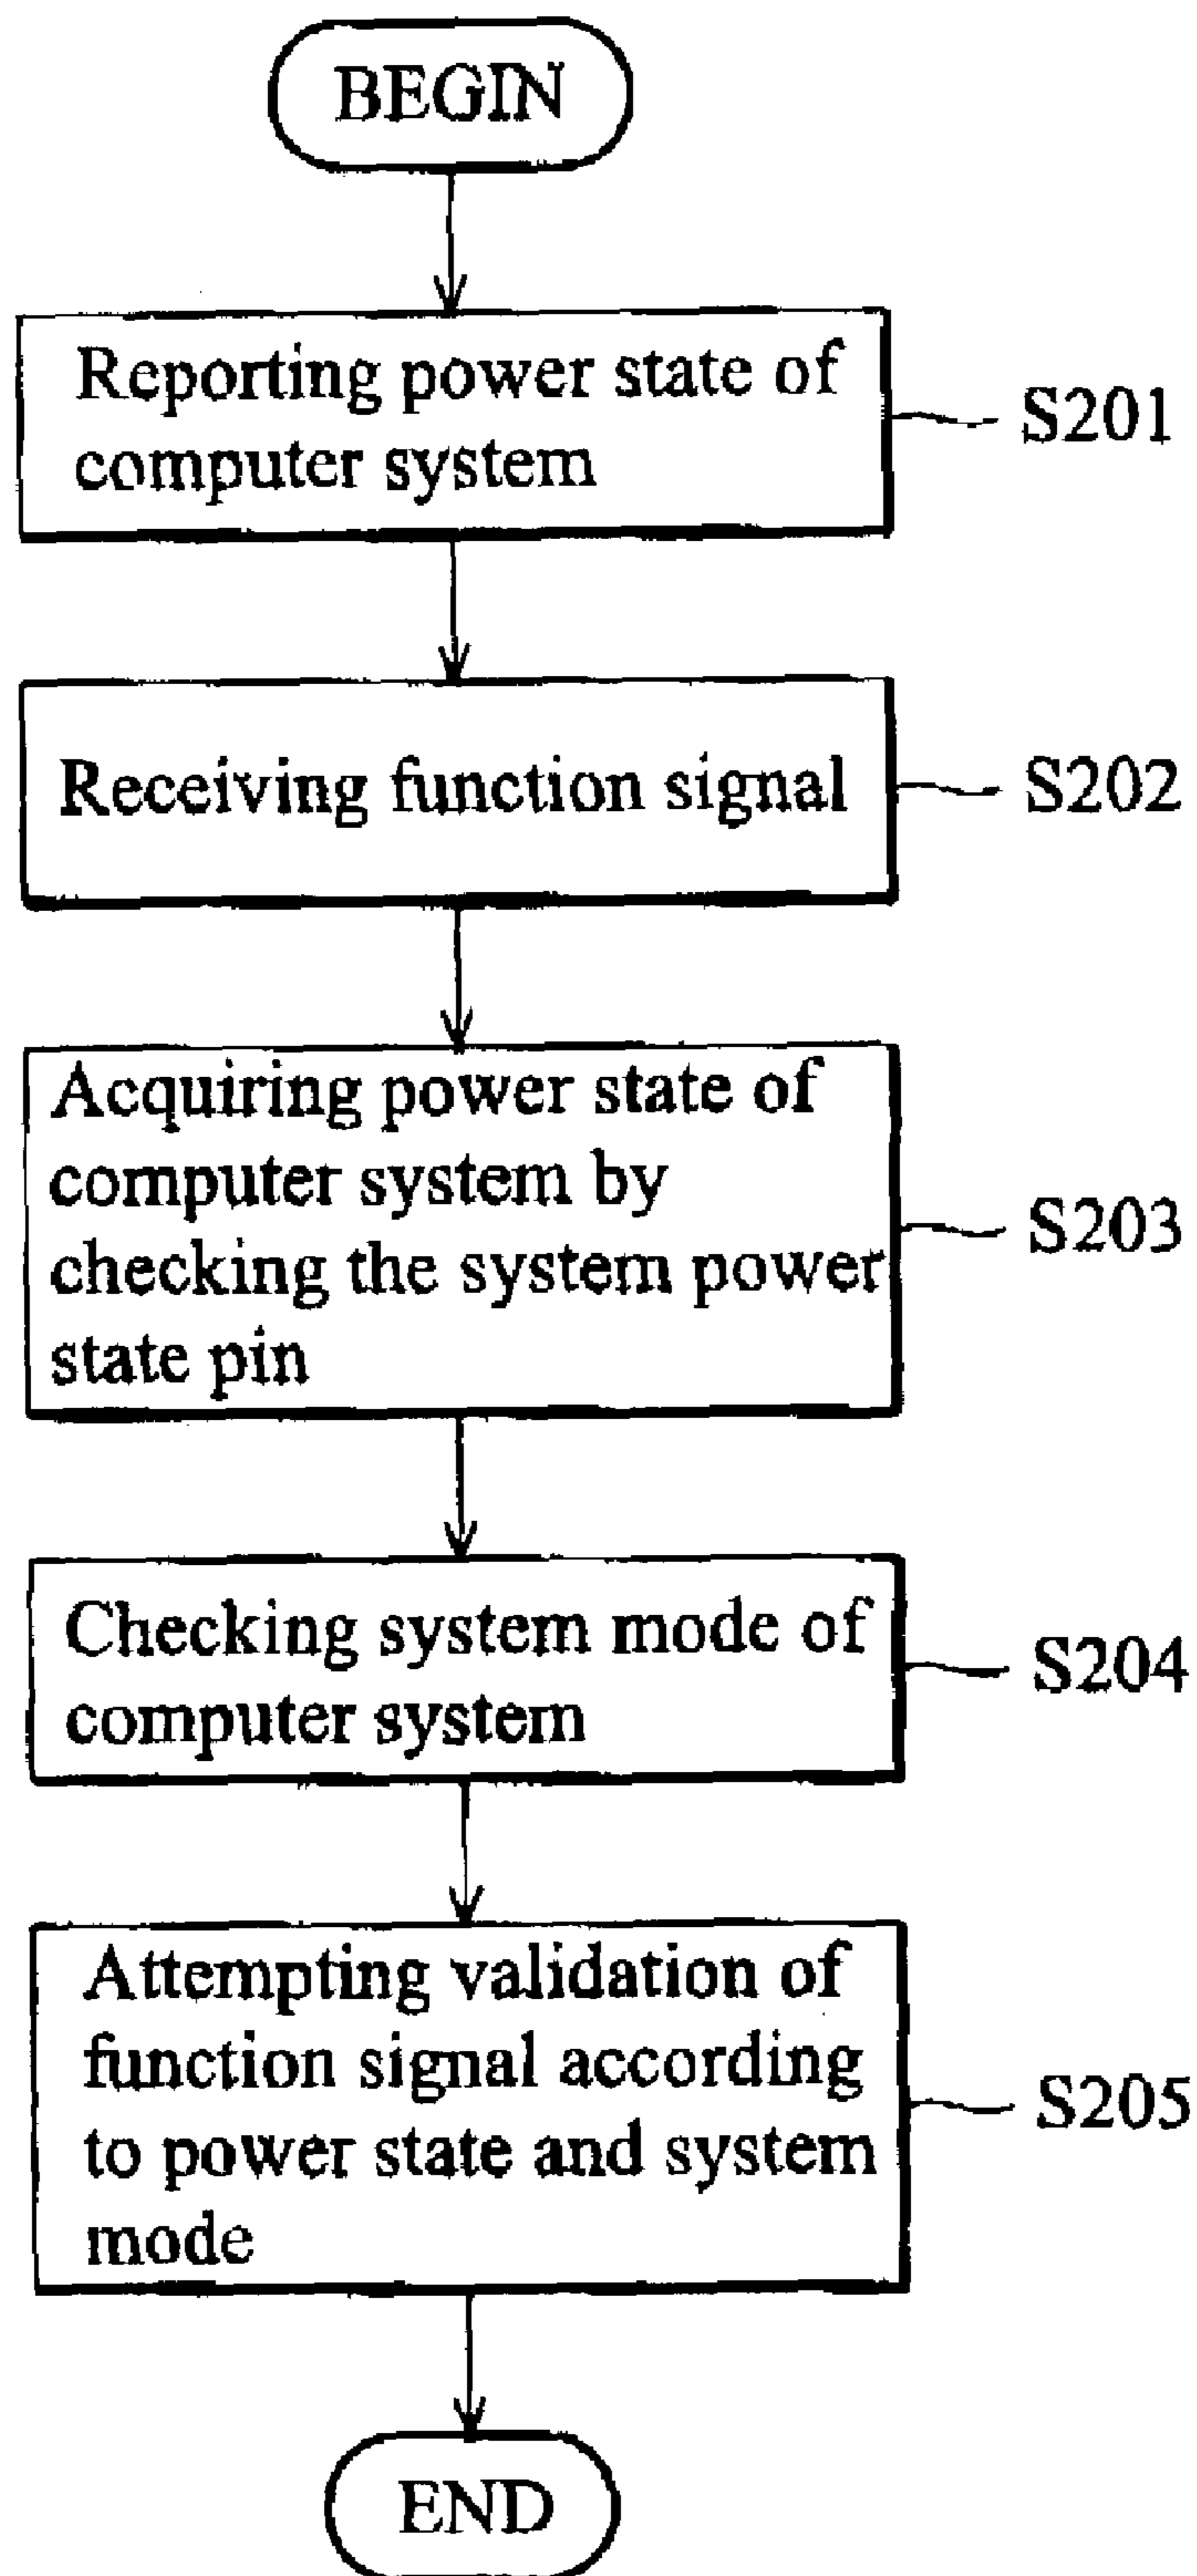 BEGIN
Reporting power state of
computer system
S201
Receiving function signal
S202
Acquiring power state of
computer system by
checking the system power
state pin
S203
Checking system mode of
computer system
S204
Attempting validation of
function signal according
to power state and system
mode
S205
END